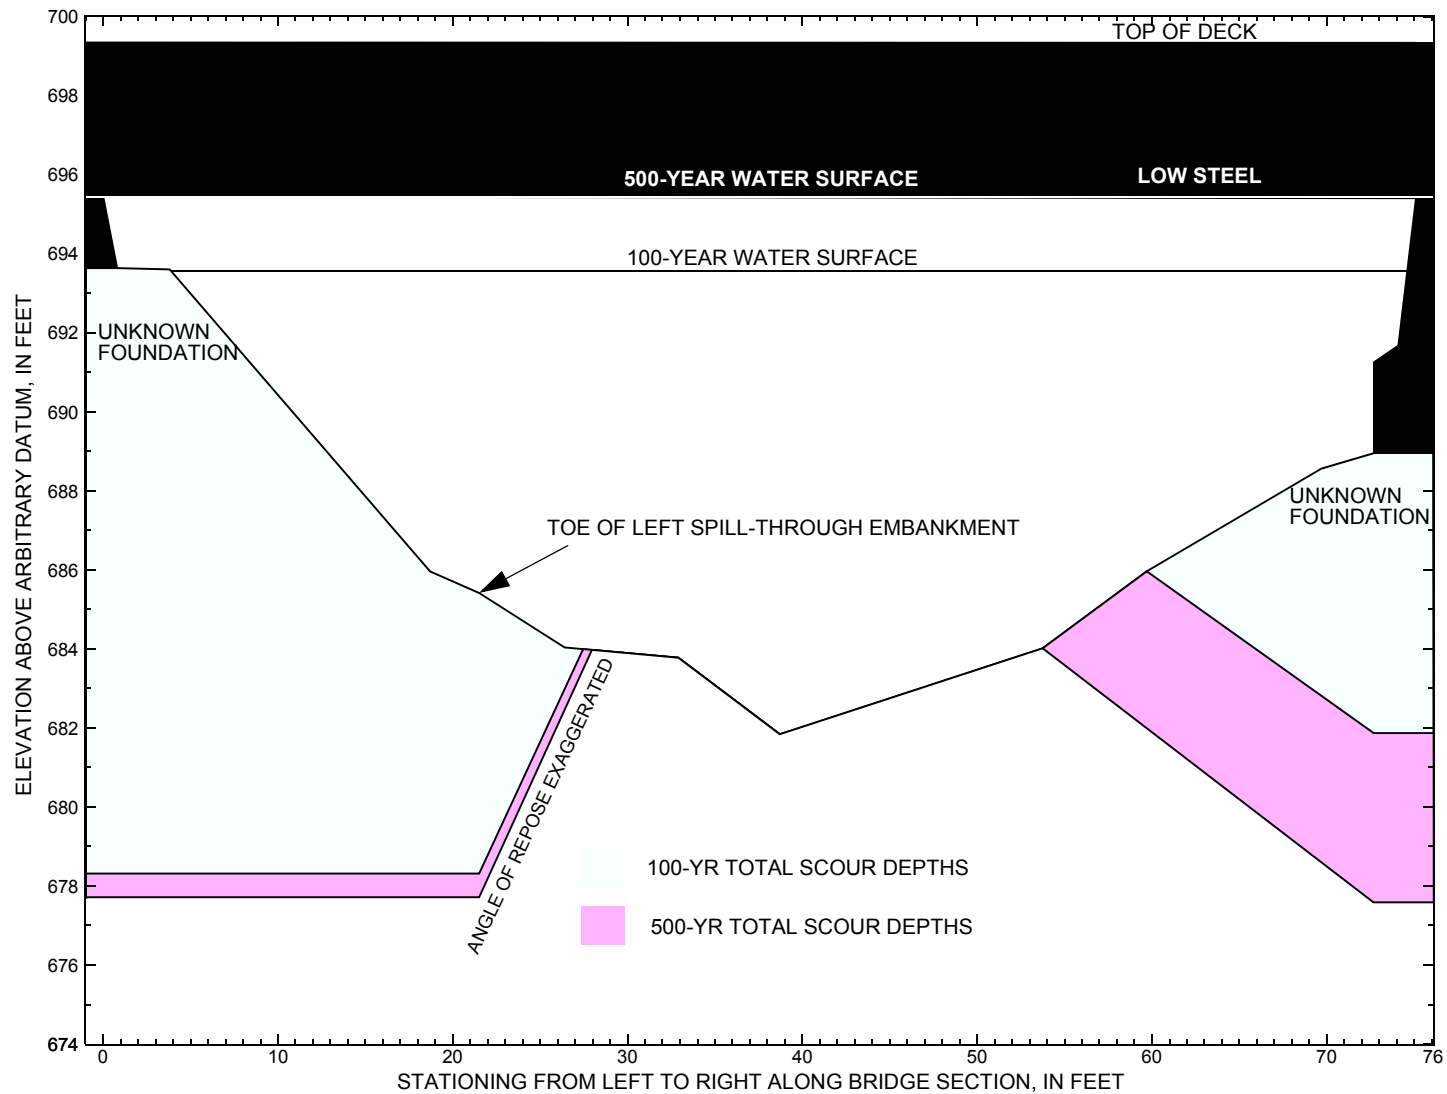 700
TOP OF DECK
698
696
500-YEAR WATER SURFACE
LOW STEEL
694
100-YEAR WATER SURFACE
692
UNKNOWN
FOUNDATION
690
688
UNKNOWN
FOUNDATION
TOE OF LEFT SPILL-THROUGH EMBANKMENT
686
684
ANGLE OF REPOSE EXAGGERATED
682
680
678
100-YR TOTAL SCOUR DEPTHS
500-YR TOTAL SCOUR DEPTHS
676
674
ELEVATION ABOVE ARBITRARY DATUM, IN FEET
0 10 20 30 40 50 60 70 76
STATIONING FROM LEFT TO RIGHT ALONG BRIDGE SECTION, IN FEET